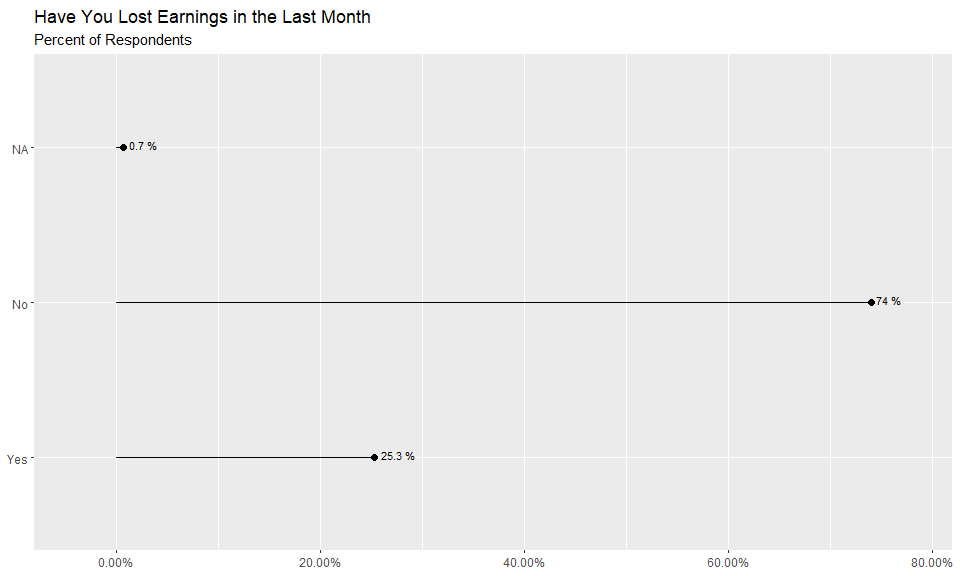 Have You Lost Earnings in the Last Month
Percent of Respondents
NA
0.7 %
No
74 %
Yes
25.3 %
0.00%
20.00%
40.00%
60.00%
80.00%